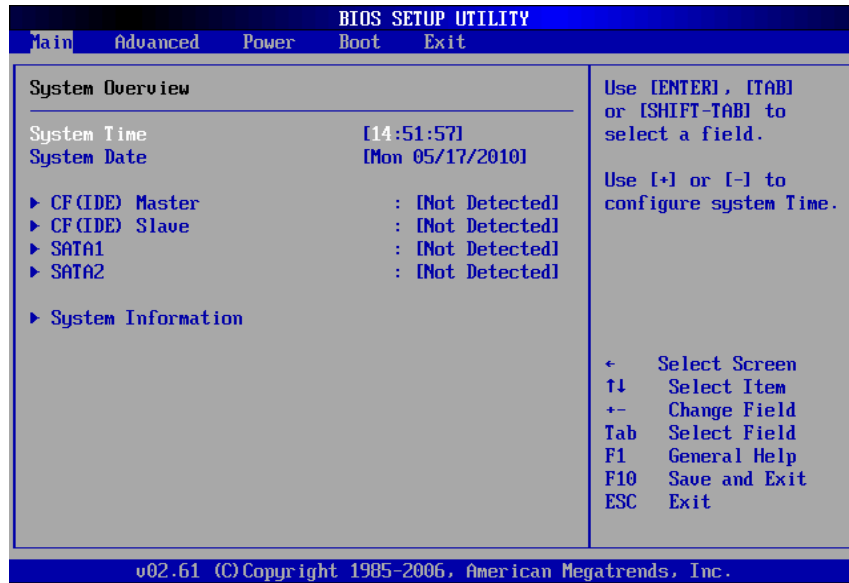 BIOS SETUP UTILITY
Main Advanced Power Boot Exit
System Overview
System Time [14:51:57]
System Date [Mon 05/17/2010]
▶ CF(IDE) Master : [Not Detected]
▶ CF(IDE) Slave : [Not Detected]
▶ SATA1 : [Not Detected]
▶ SATA2 : [Not Detected]
▶ System Information
Use [ENTER], [TAB]
or [SHIFT-TAB] to
select a field.
Use [+] or [-] to
configure system Time.
← Select Screen
↑↓ Select Item
+- Change Field
Tab Select Field
F1 General Help
F10 Save and Exit
ESC Exit
v02.61 (C)Copyright 1985-2006, American Megatrends, Inc.